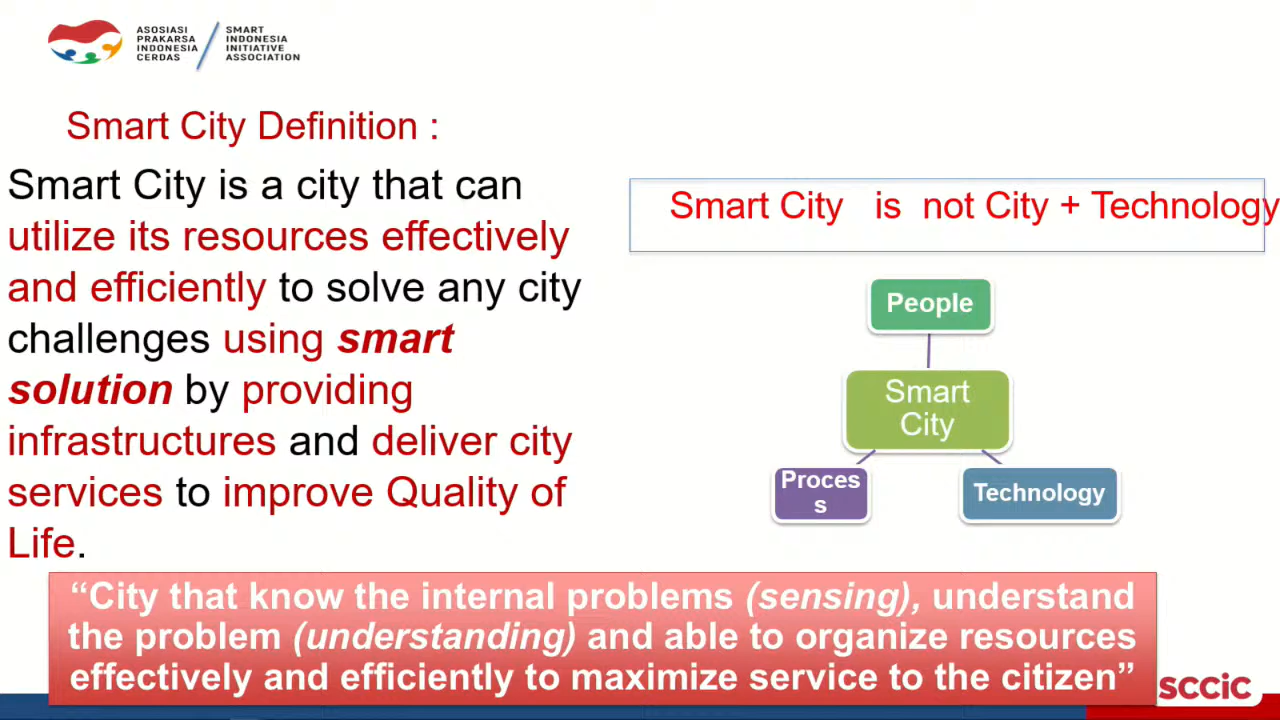 ASOSIASI
PRAKARSA
INDONESIA
CERDAS
SMART
INDONESIA
INITIATIVE
ASSOCIATION
Smart City Definition :
Smart City is a city that can
utilize its resources effectively
and efficiently to solve any city
challenges using smart
solution by providing
infrastructures and deliver city
services to improve Quality of
Life.
Smart City is not City + Technology
People
Smart
City
Proces
s
Technology
“City that know the internal problems (sensing), understand
the problem (understanding) and able to organize resources
effectively and efficiently to maximize service to the citizen”
sccic